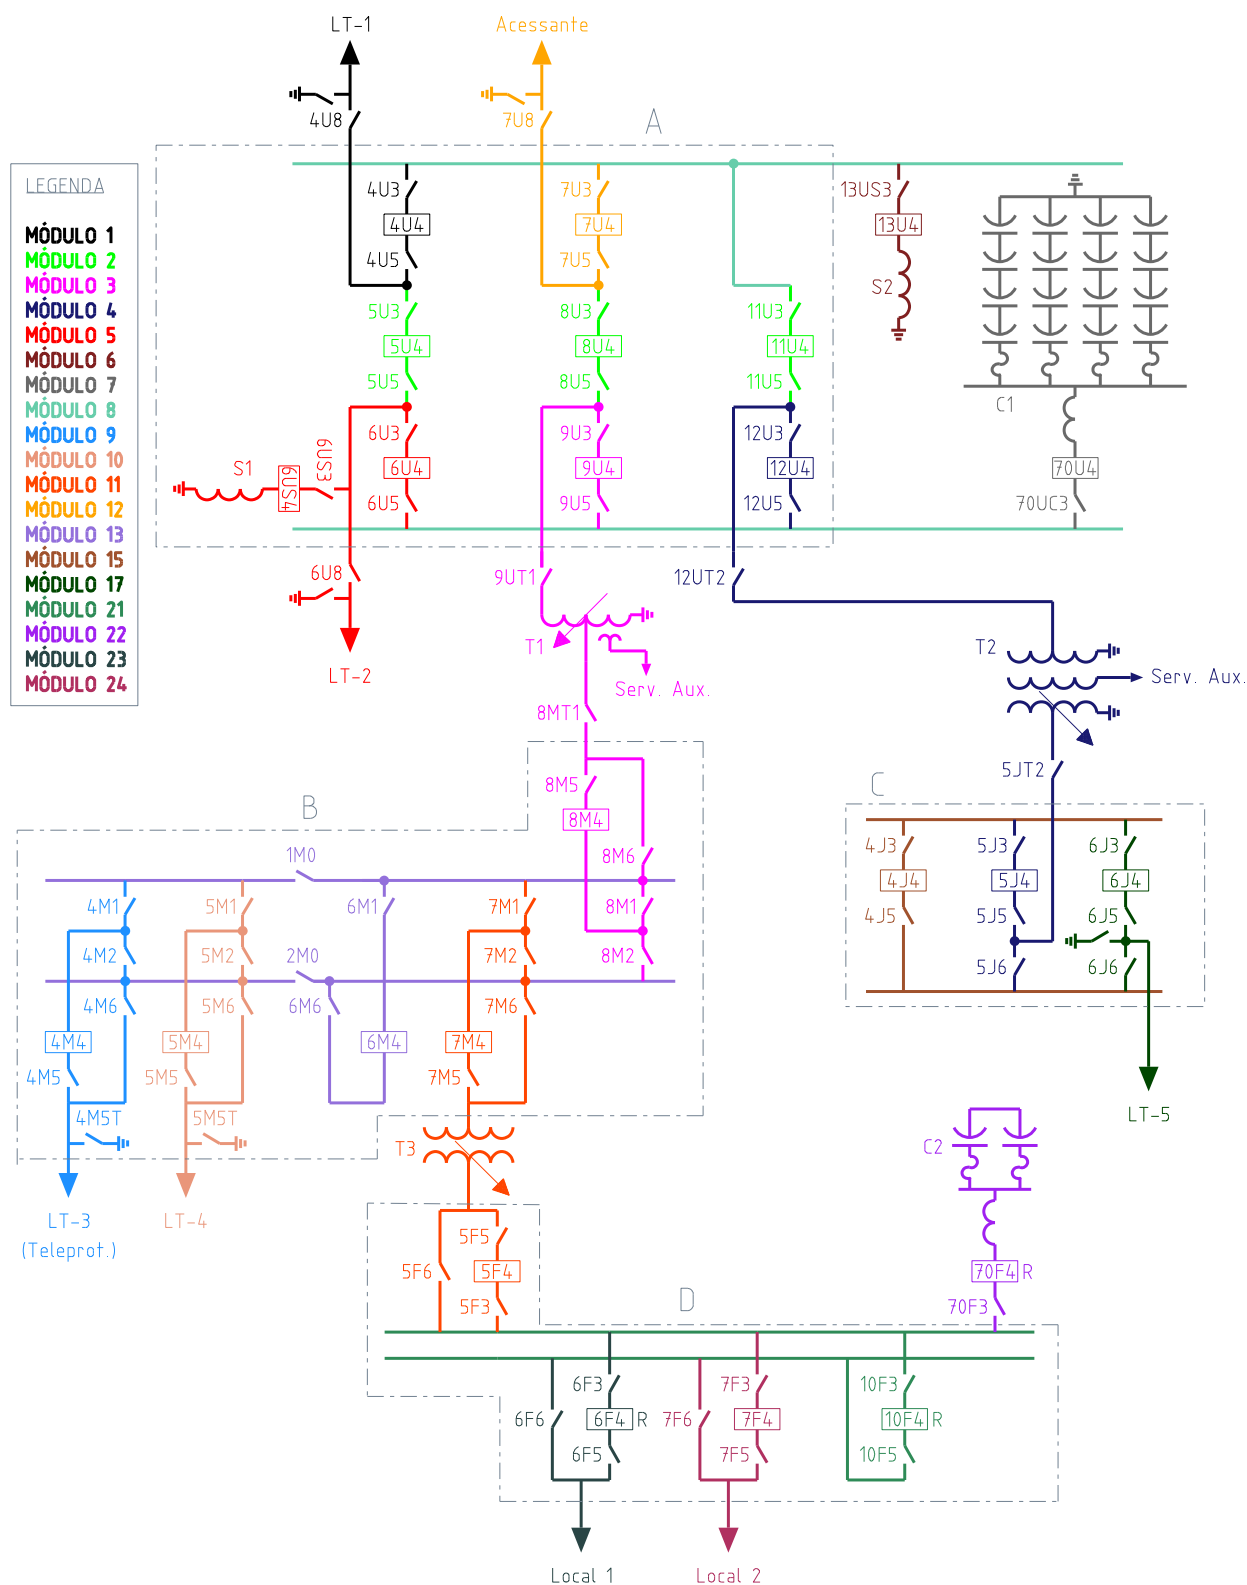 LT-1
Acessante
4U8
7U8
A
LEGENDA
MÓDULO 1
MÓDULO 2
MÓDULO 3
MÓDULO 4
MÓDULO 5
MÓDULO 6
MÓDULO 7
MÓDULO 8
MÓDULO 9
MÓDULO 10
MÓDULO 11
MÓDULO 12
MÓDULO 13
MÓDULO 15
MÓDULO 17
MÓDULO 21
MÓDULO 22
MÓDULO 23
MÓDULO 24
4U3
4U4
4U5
7U3
7U4
7U5
13US3
13U4
S2
5U3
5U4
5U5
8U3
8U4
8U5
11U3
11U4
11U5
C1
6U3
6U4
6U5
9U3
9U4
9U5
12U3
12U4
12U5
70U4
70UC3
S1
6US4
6US3
6U8
LT-2
9UT1
12UT2
T1
Serv. Aux.
T2
Serv. Aux.
8MT1
5JT2
B
8M5
8M4
8M6
8M1
8M2
C
4J3
4J4
4J5
5J3
5J4
5J5
5J6
6J3
6J4
6J5
6J6
LT-5
1M0
2M0
4M1
4M2
4M6
4M4
4M5
4M5T
5M1
5M2
5M6
5M4
5M5
5M5T
6M1
6M6
6M4
7M1
7M2
7M6
7M4
7M5
LT-3
(Teleprot.)
LT-4
T3
C2
5F6
5F5
5F4
5F3
70F4 R
70F3
D
6F3
6F6
6F4 R
6F5
7F3
7F6
7F4
7F5
10F3
10F4 R
10F5
Local 1
Local 2